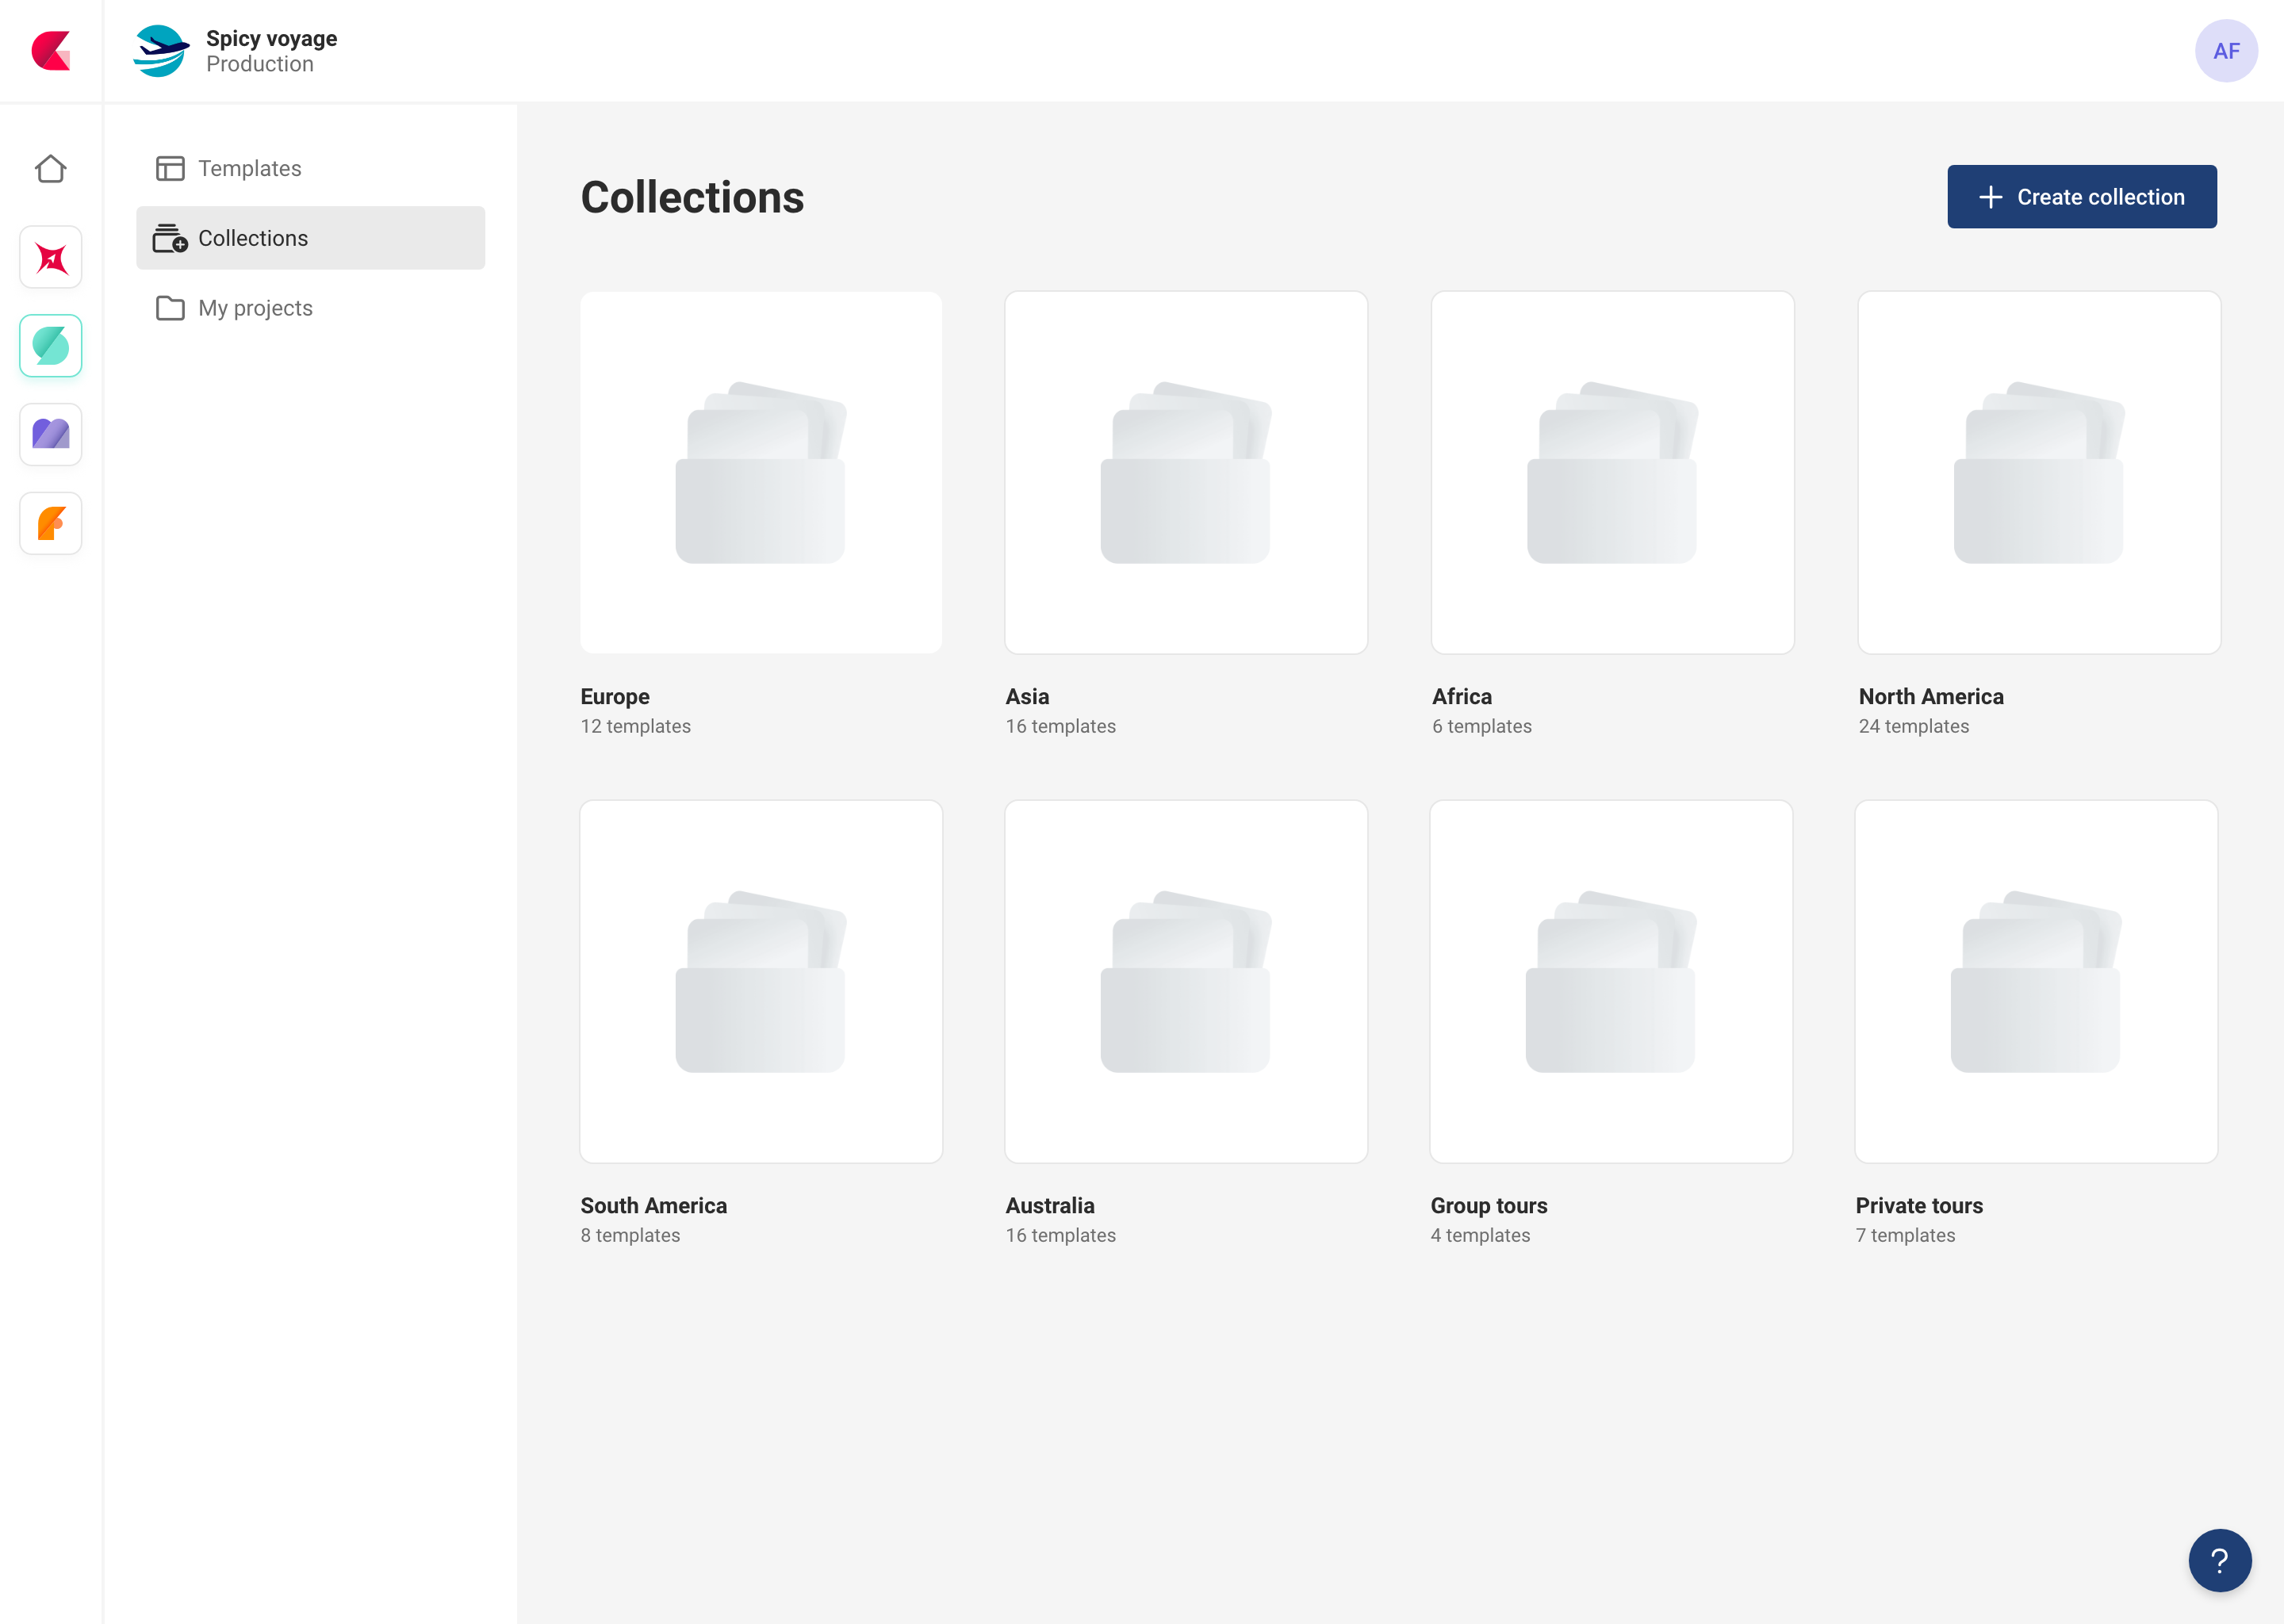 Spicy voyage
Production
AF
Templates
Collections
My projects
Collections
Create collection
Europe
12 templates
Asia
16 templates
Africa
6 templates
North America
24 templates
South America
8 templates
Australia
16 templates
Group tours
4 templates
Private tours
7 templates
?